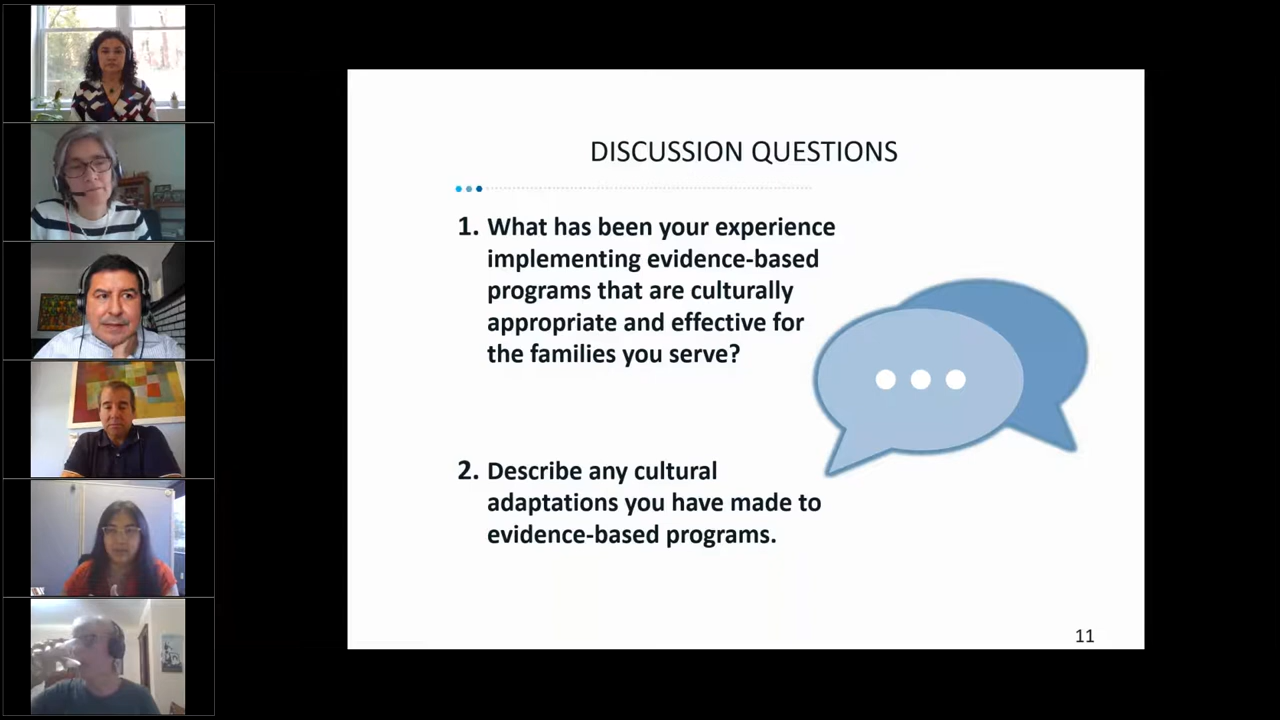 DISCUSSION QUESTIONS
1. What has been your experience
implementing evidence-based
programs that are culturally
appropriate and effective for
the families you serve?
2. Describe any cultural
adaptations you have made to
evidence-based programs.
11